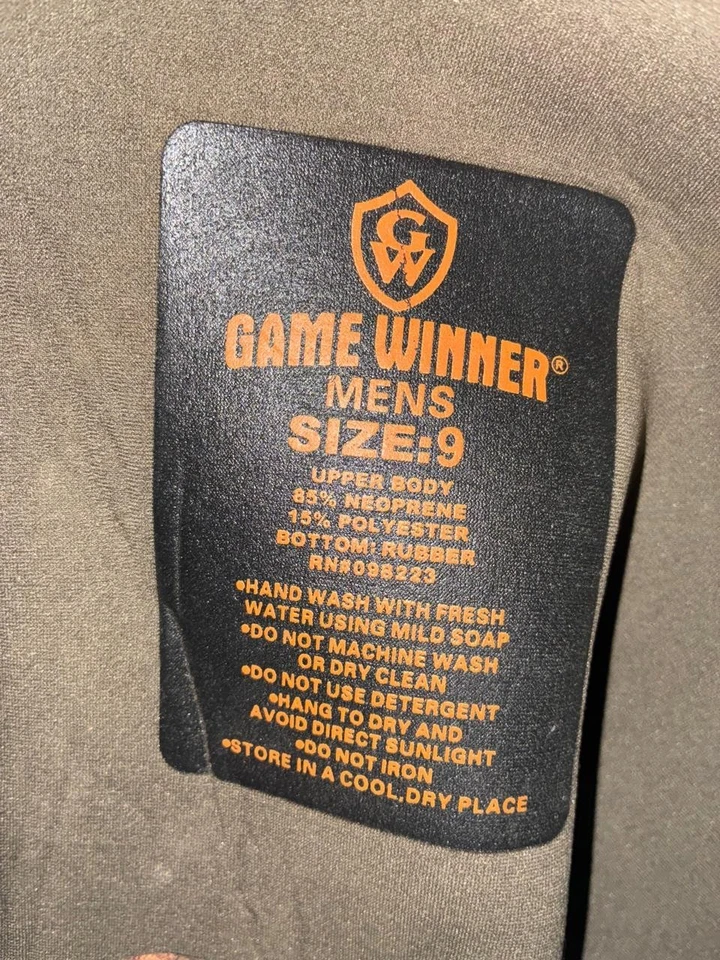 GW
GAME WINNER®
MENS
SIZE:9
UPPER BODY
85% NEOPRENE
15% POLYESTER
BOTTOM: RUBBER
RN#098223
•HAND WASH WITH FRESH
WATER USING MILD SOAP
•DO NOT MACHINE WASH
OR DRY CLEAN
•DO NOT USE DETERGENT
•HANG TO DRY AND
AVOID DIRECT SUNLIGHT
•DO NOT IRON
•STORE IN A COOL,DRY PLACE